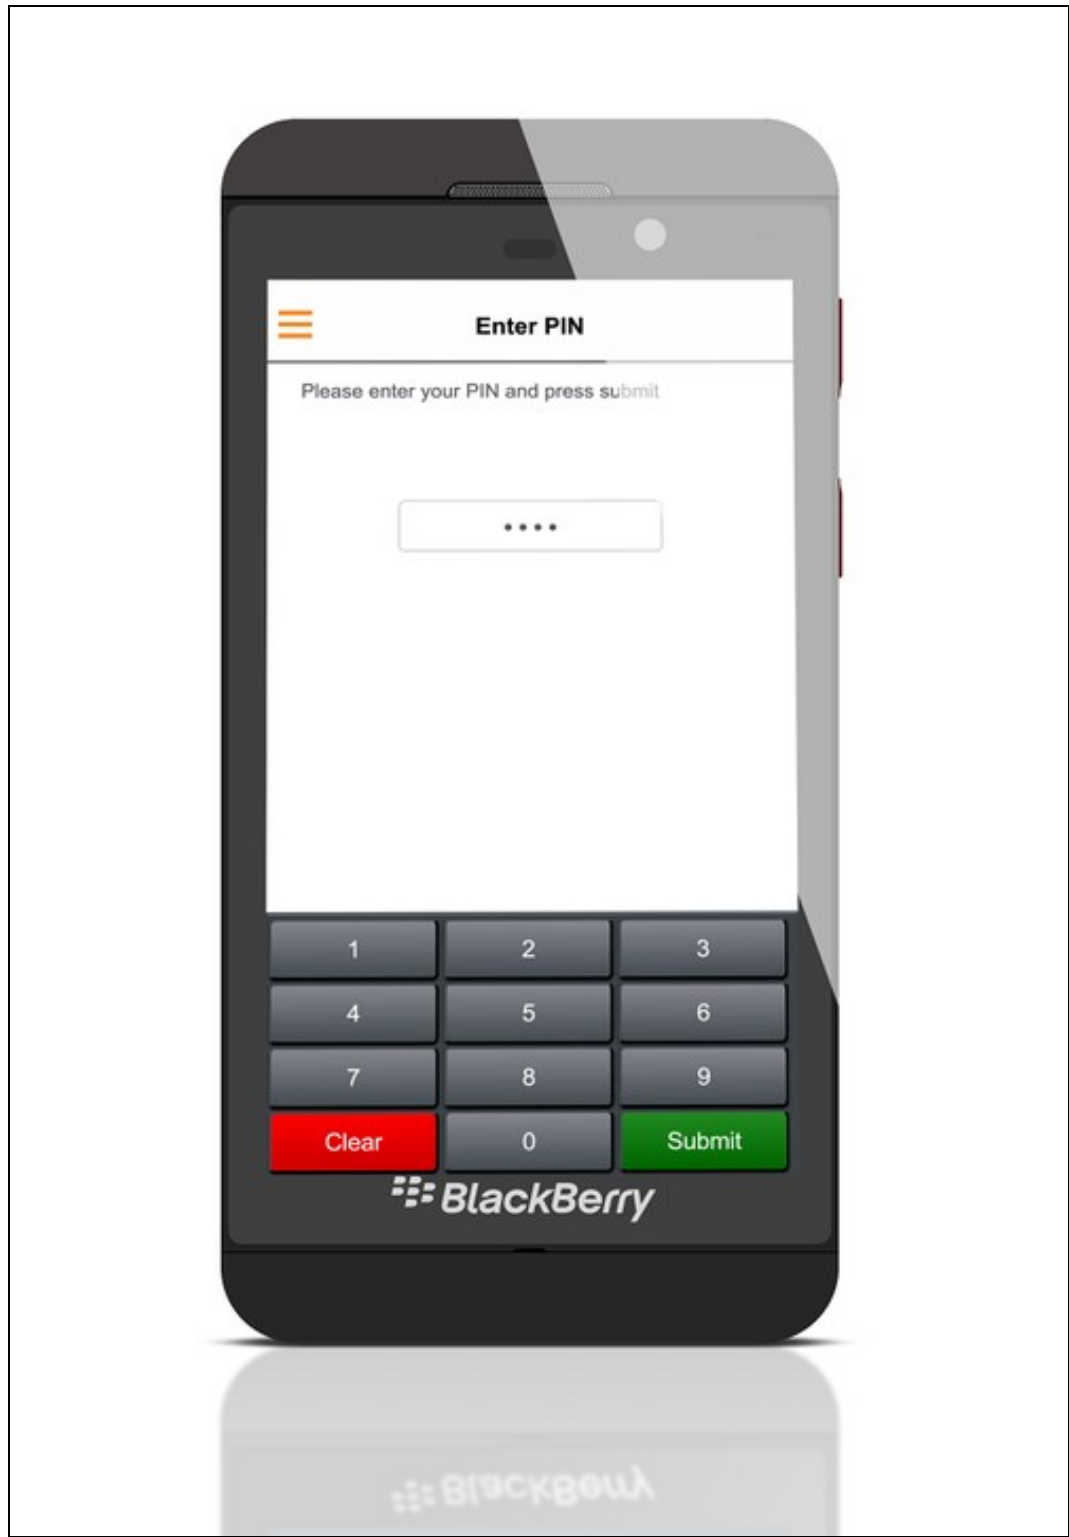 Enter PIN
Please enter your PIN and press submit
••••
1 2 3
4 5 6
7 8 9
Clear 0 Submit
BlackBerry
BlackBerry